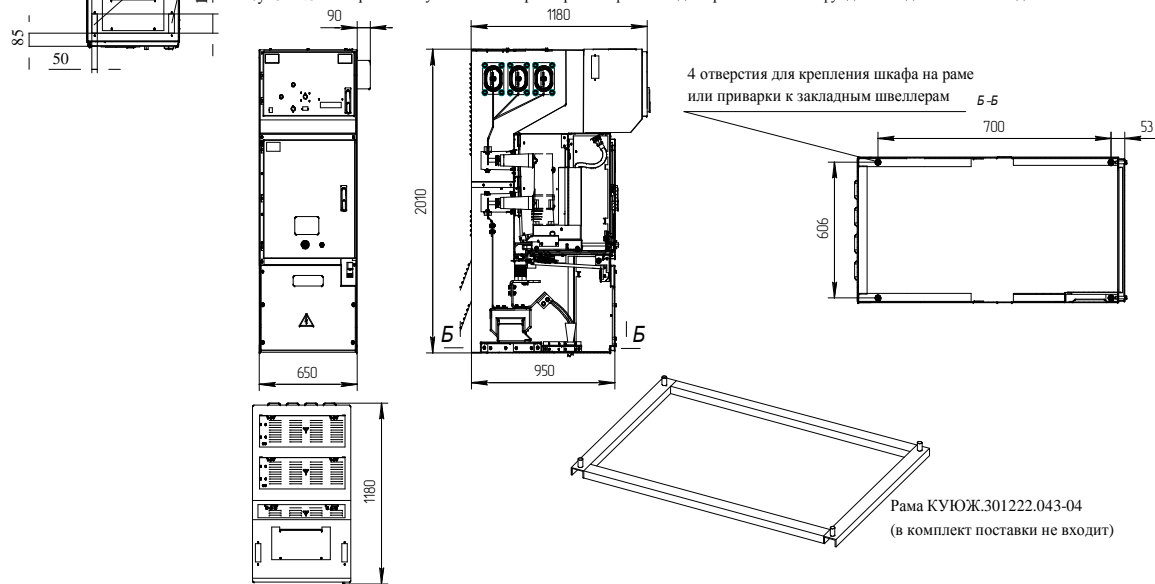 85
50
90
1180
2010
650
950
Б
Б
1180
4 отверстия для крепления шкафа на раме
или приварки к закладным швеллерам
Б-Б
700
53
606
Рама КУЮЖ.301222.043-04
(в комплект поставки не входит)